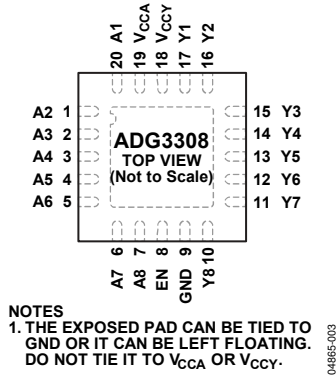 20 A1
19 VCCA
18 VCCY
17 Y1
16 Y2
A2 1
A3 2
A4 3
A5 4
A6 5
ADG3308
TOP VIEW
(Not to Scale)
15 Y3
14 Y4
13 Y5
12 Y6
11 Y7
A7 6
A8 7
EN 8
GND 9
Y8 10
NOTES
1. THE EXPOSED PAD CAN BE TIED TO
GND OR IT CAN BE LEFT FLOATING.
DO NOT TIE IT TO VCCA OR VCCY.
04865-003